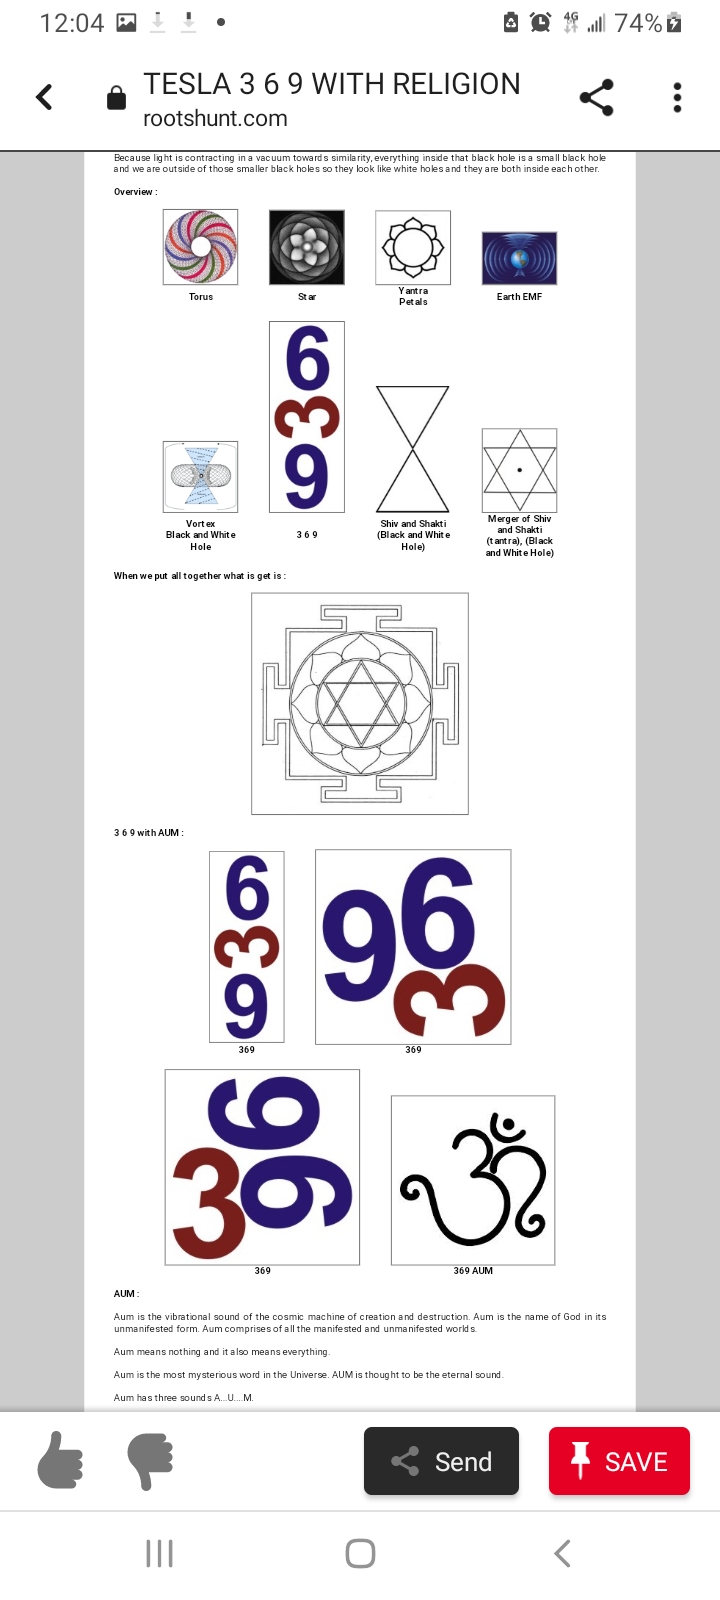 12:04
4G
74%
TESLA 3 6 9 WITH RELIGION
rootshunt.com
Because light is contracting in a vacuum towards similarity, everything inside that black hole is a small black hole
and we are outside of those smaller black holes so they look like white holes and they are both inside each other.
Overview :
Torus
Star
Yantra
Petals
Earth EMF
6
3
9
Vortex
Black and White
Hole
3 6 9
Shiv and Shakti
(Black and White
Hole)
Merger of Shiv
and Shakti
(tantra), (Black
and White Hole)
When we put all together what is get is :
3 6 9 with AUM :
6
3
9
369
9 6
3
369
9
3 6
369
ॐ
369 AUM
AUM :
Aum is the vibrational sound of the cosmic machine of creation and destruction. Aum is the name of God in its
unmanifested form. Aum comprises of all the manifested and unmanifested worlds.
Aum means nothing and it also means everything.
Aum is the most mysterious word in the Universe. AUM is thought to be the eternal sound.
Aum has three sounds A...U....M.
Send
SAVE